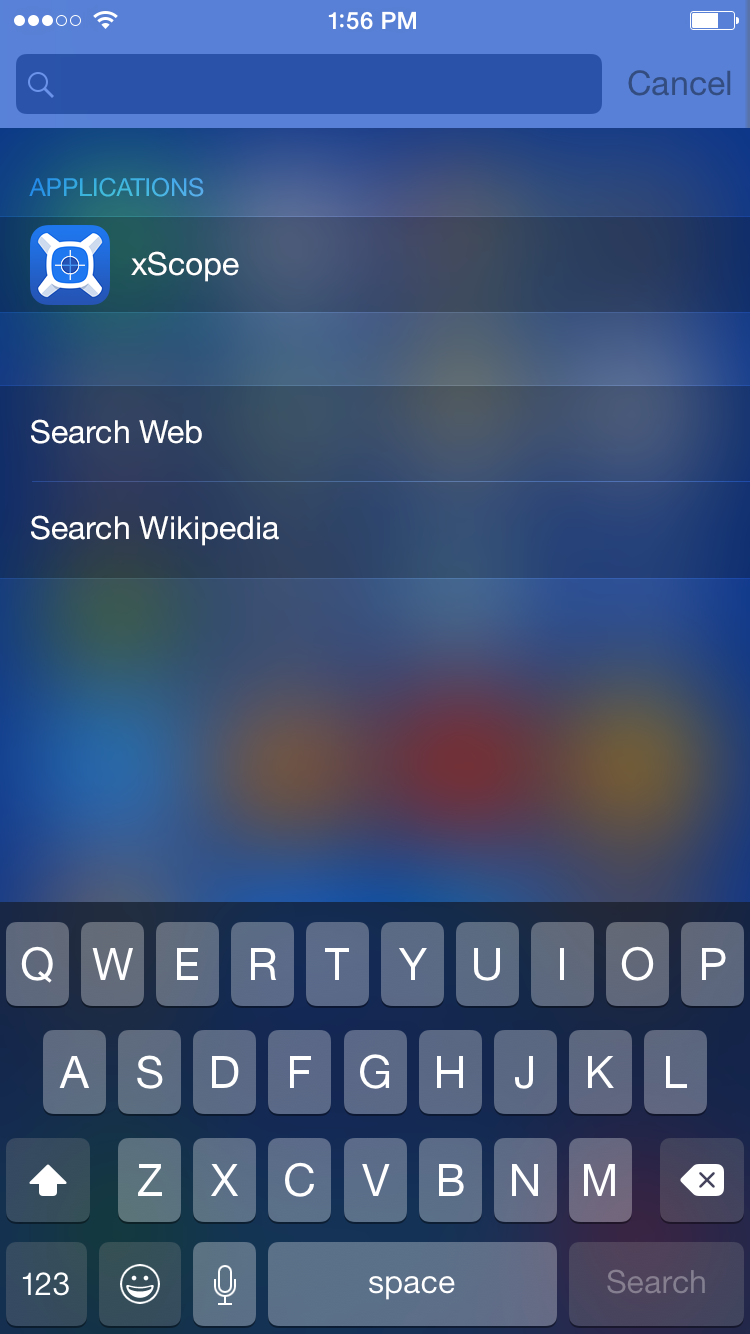 1:56 PM
Cancel
APPLICATIONS
xScope
Search Web
Search Wikipedia
Q W E R T Y U I O P
A S D F G H J K L
Z X C V B N M
123 space Search